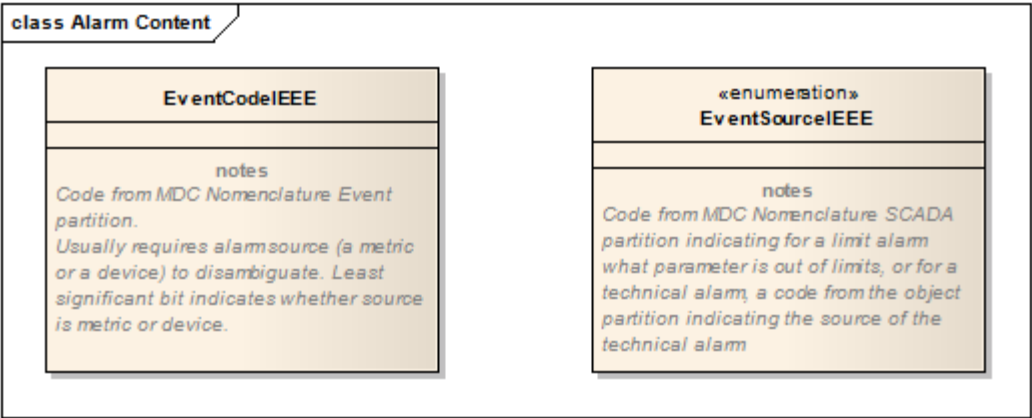 class Alarm Content
EventCodeIEEE
notes
Code from MDC Nomenclature Event
partition.
Usually requires alarmsource (a metric
or a device) to disambiguate. Least
significant bit indicates whether source
is metric or device.
«enumeration»
EventSourceIEEE
notes
Code from MDC Nomenclature SCADA
partition indicating for a limit alarm
what parameter is out of limits, or for a
technical alarm, a code from the object
partition indicating the source of the
technical alarm